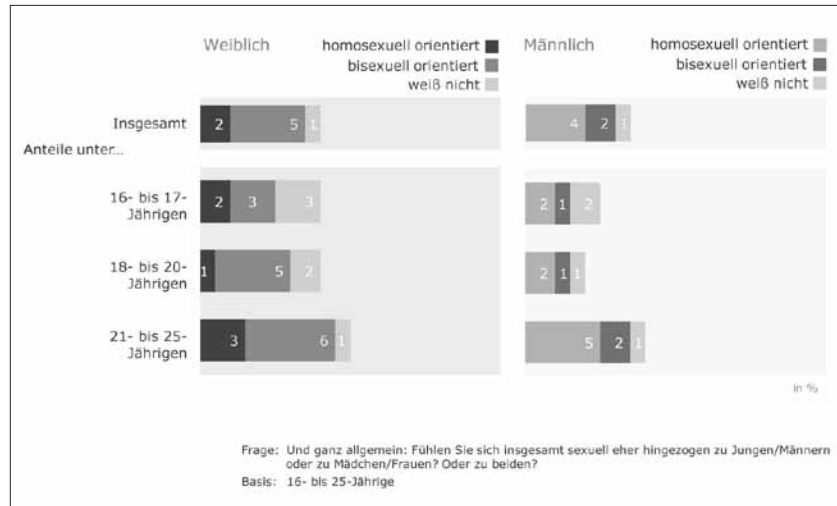 Weiblich
homosexuell orientiert
bisexuell orientiert
weiß nicht
Männlich
homosexuell orientiert
bisexuell orientiert
weiß nicht
Insgesamt
2 5 1
4 2 1
Anteile unter...
16- bis 17-
Jährigen
2 3 3
2 1 2
18- bis 20-
Jährigen
1 5 2
2 1 1
21- bis 25-
Jährigen
3 6 1
5 2 1
in %
Frage: Und ganz allgemein: Fühlen Sie sich insgesamt sexuell eher hingezogen zu Jungen/Männern
oder zu Mädchen/Frauen? Oder zu beiden?
Basis: 16- bis 25-Jährige